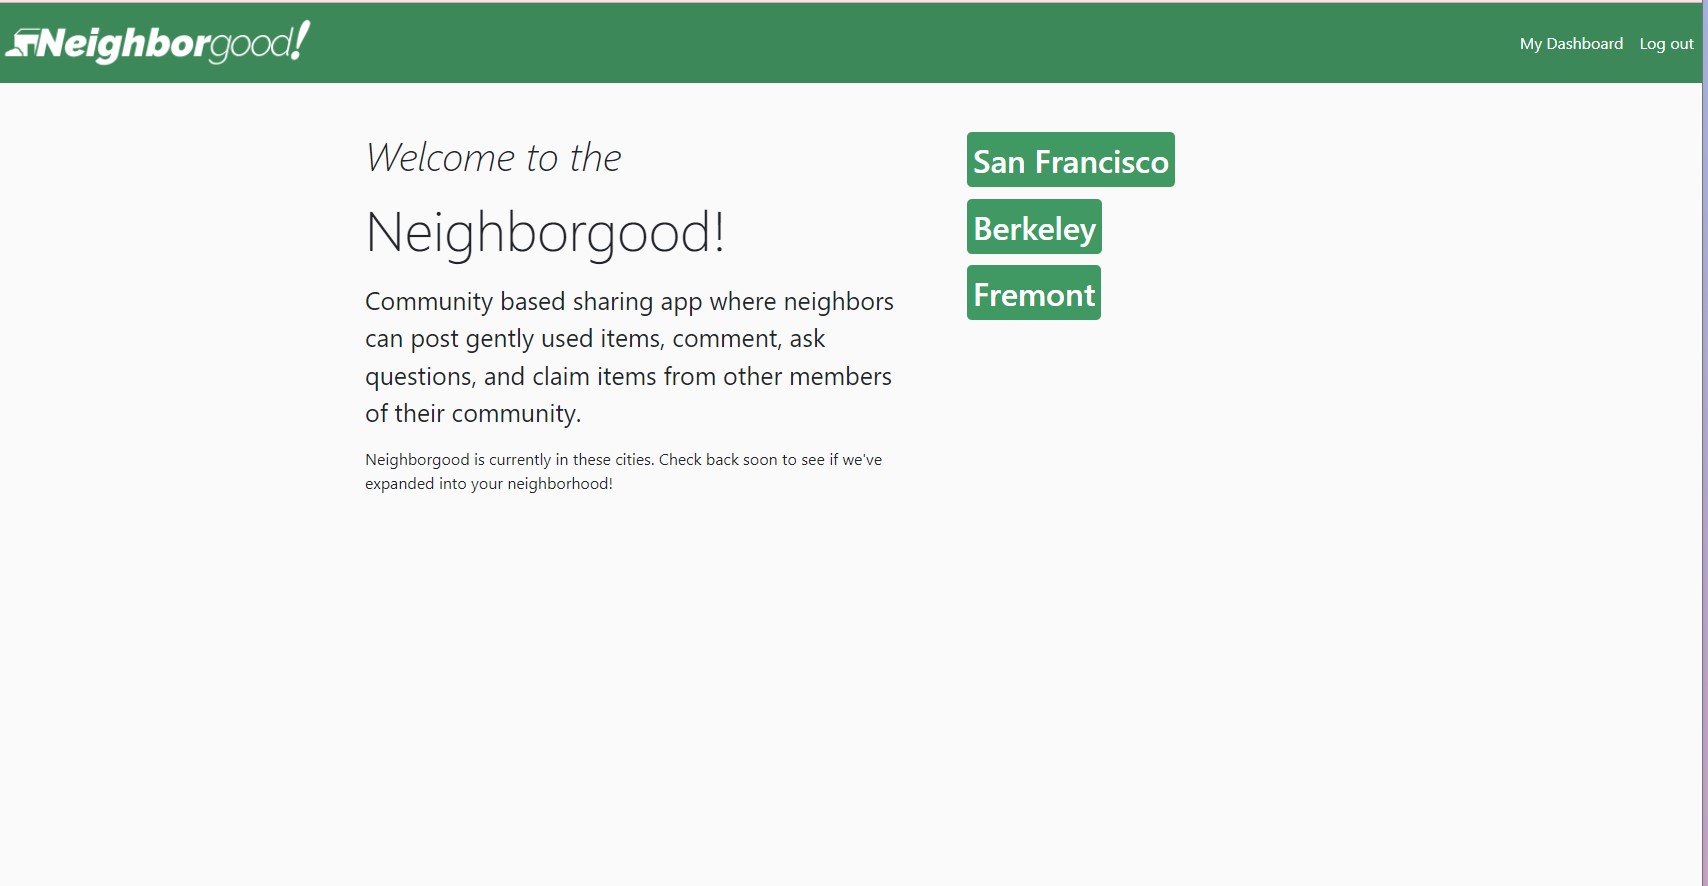 Neighborgood!
My Dashboard
Log out
Welcome to the
Neighborgood!
Community based sharing app where neighbors
can post gently used items, comment, ask
questions, and claim items from other members
of their community.
Neighborgood is currently in these cities. Check back soon to see if we've
expanded into your neighborhood!
San Francisco
Berkeley
Fremont